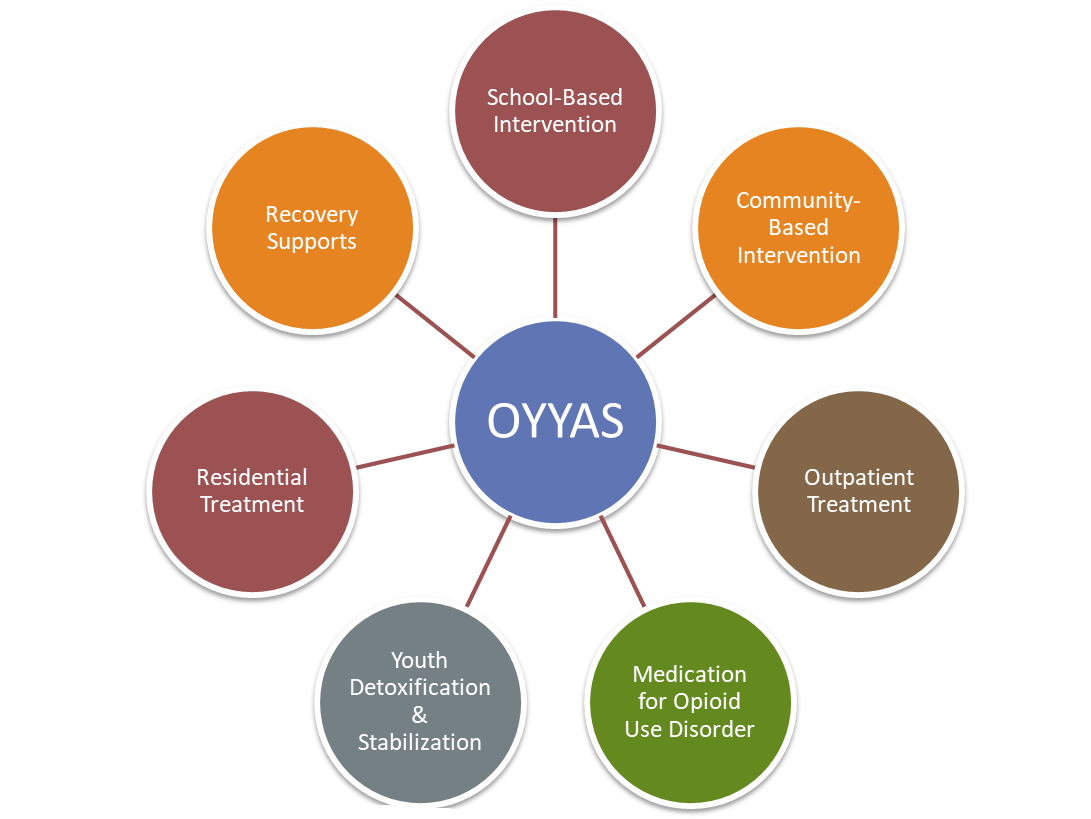 School-Based
Intervention
Recovery
Supports
Community-
Based
Intervention
OYYAS
Residential
Treatment
Outpatient
Treatment
Youth
Detoxification
&
Stabilization
Medication
for Opioid
Use Disorder